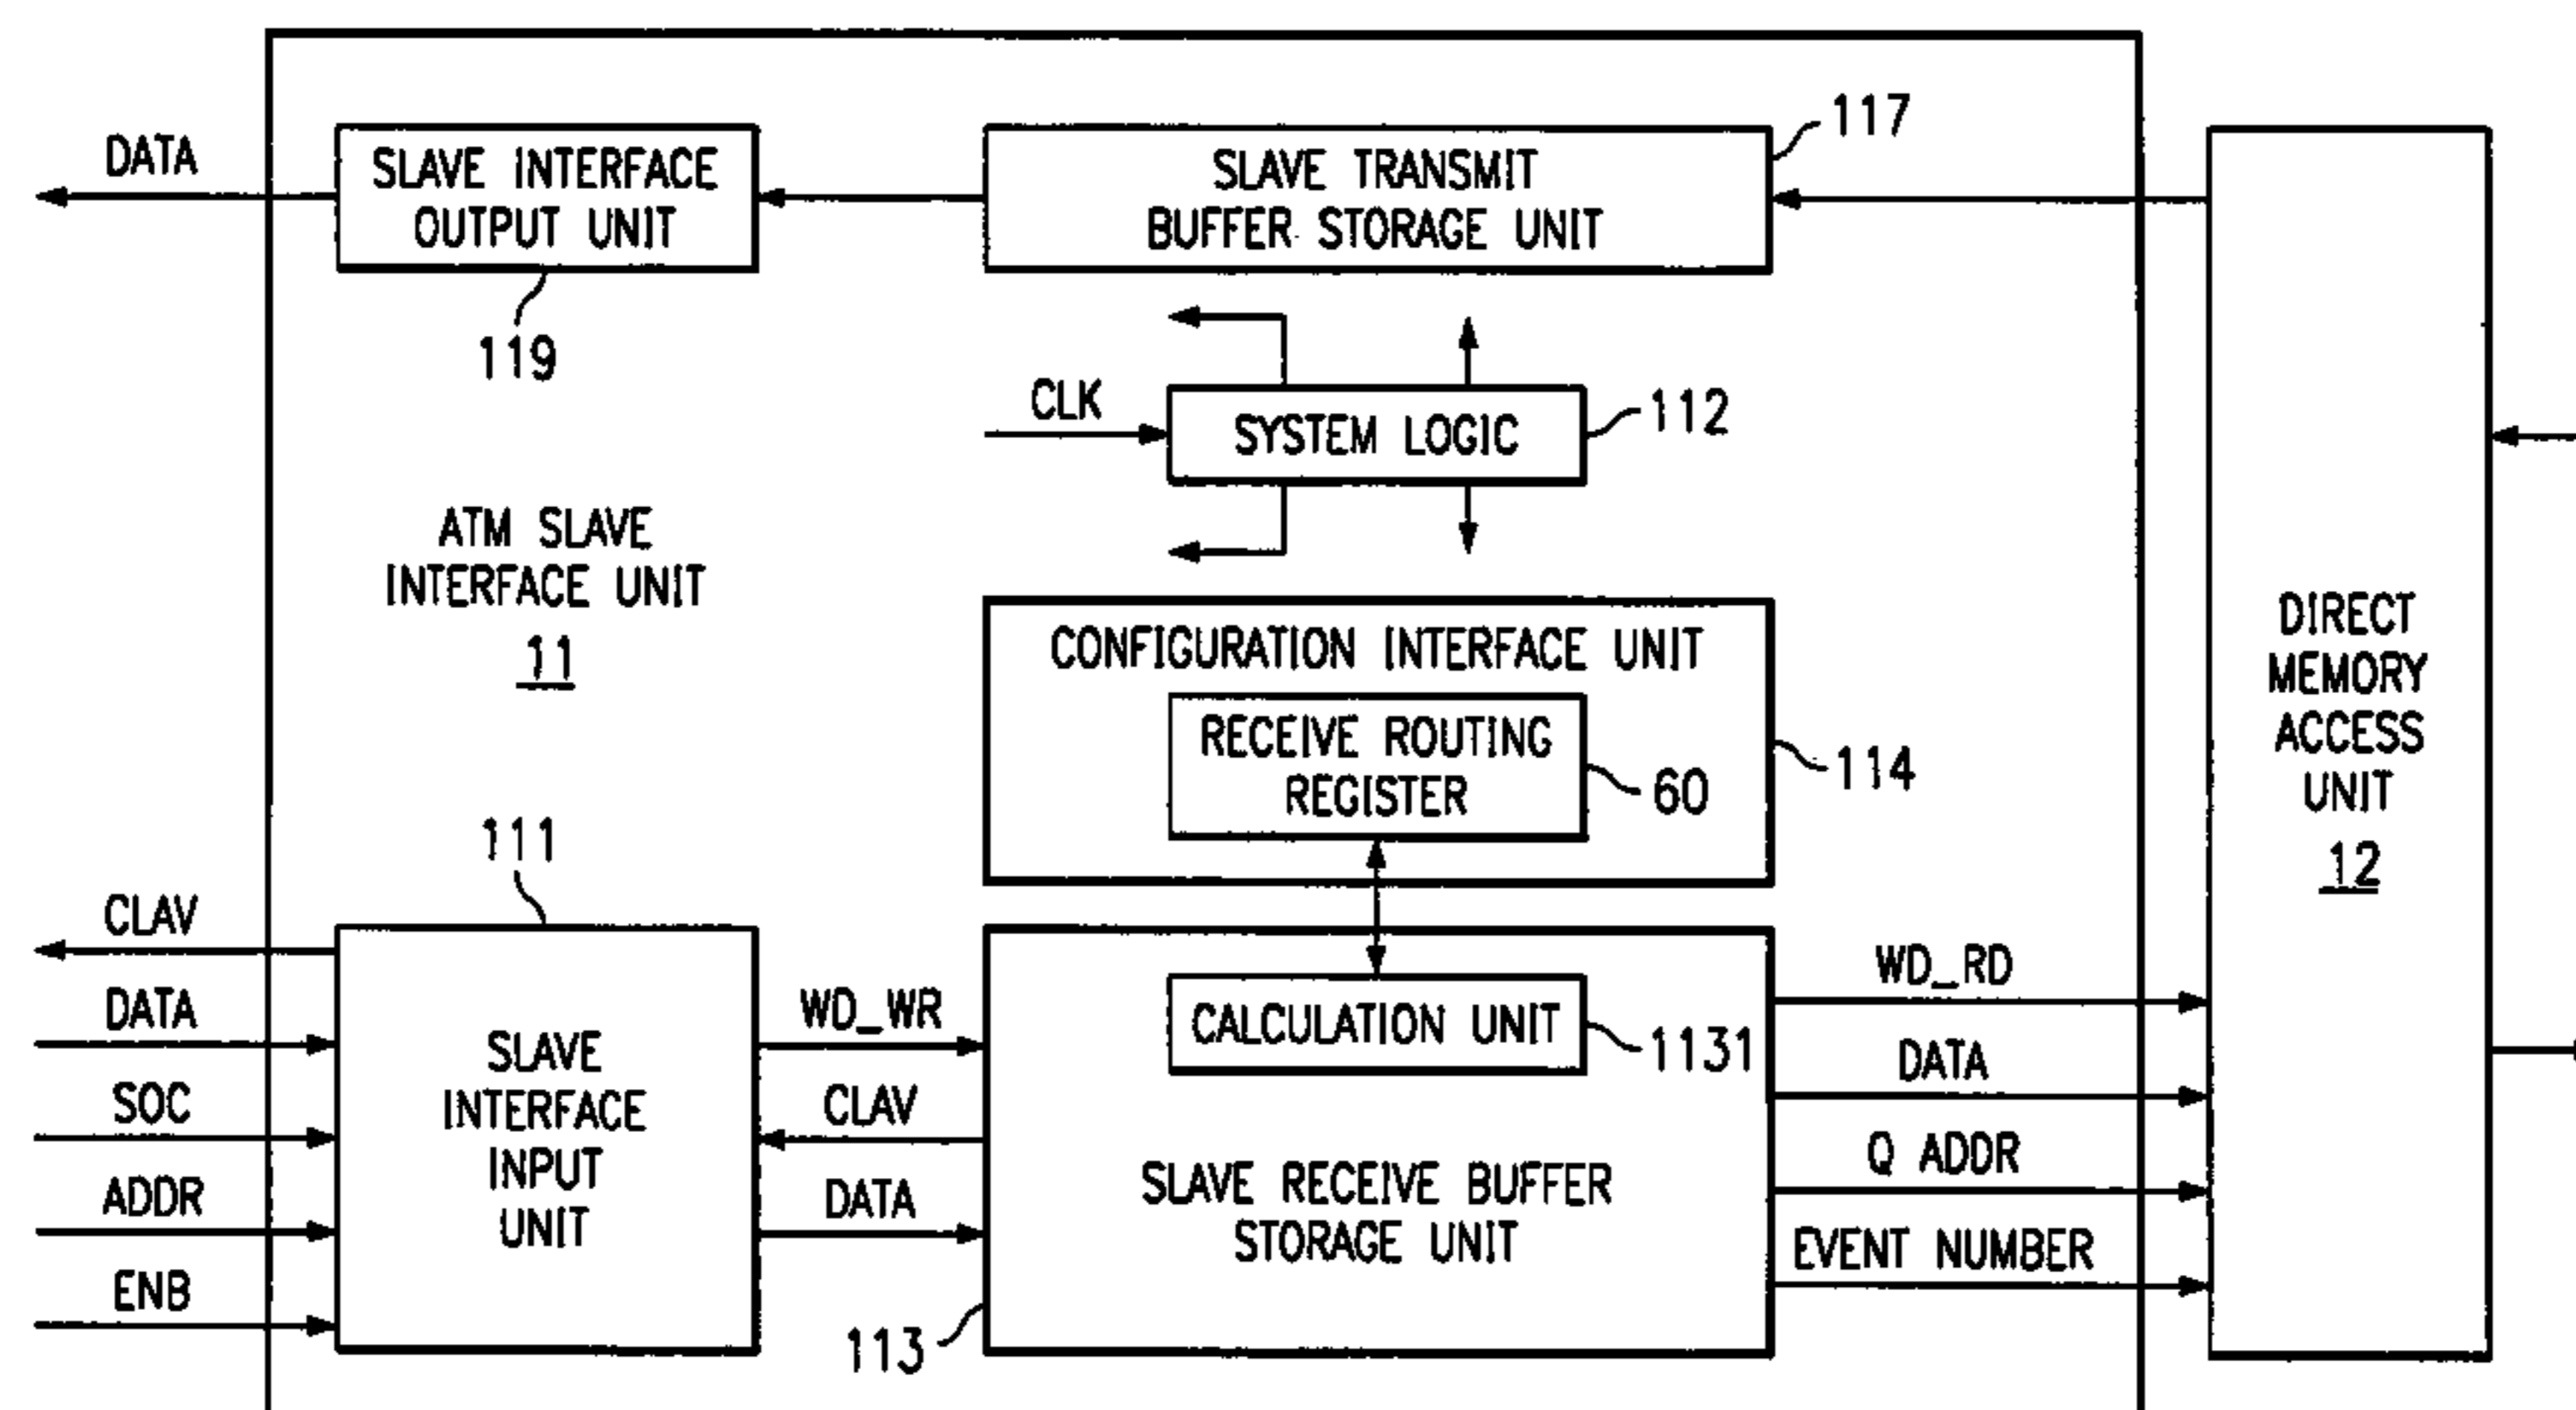 DATA
SLAVE INTERFACE
OUTPUT UNIT
119
SLAVE TRANSMIT
BUFFER STORAGE UNIT
117
CLK
SYSTEM LOGIC
112
ATM SLAVE
INTERFACE UNIT
11
CONFIGURATION INTERFACE UNIT
RECEIVE ROUTING
REGISTER
60
114
DIRECT
MEMORY
ACCESS
UNIT
12
111
CLAV
DATA
SOC
ADDR
ENB
SLAVE
INTERFACE
INPUT
UNIT
WD_WR
CLAV
DATA
CALCULATION UNIT
1131
SLAVE RECEIVE BUFFER
STORAGE UNIT
113
WD_RD
DATA
Q ADDR
EVENT NUMBER